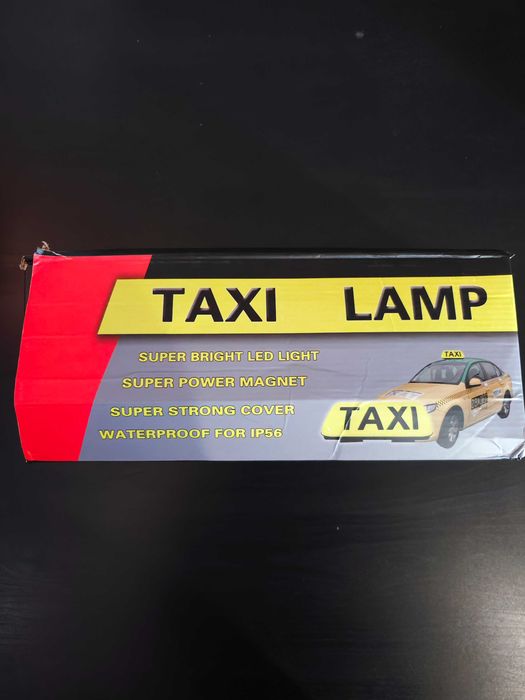 TAXI LAMP
SUPER BRIGHT LED LIGHT
SUPER POWER MAGNET
SUPER STRONG COVER
WATERPROOF FOR IP56
TAXI
TAXI